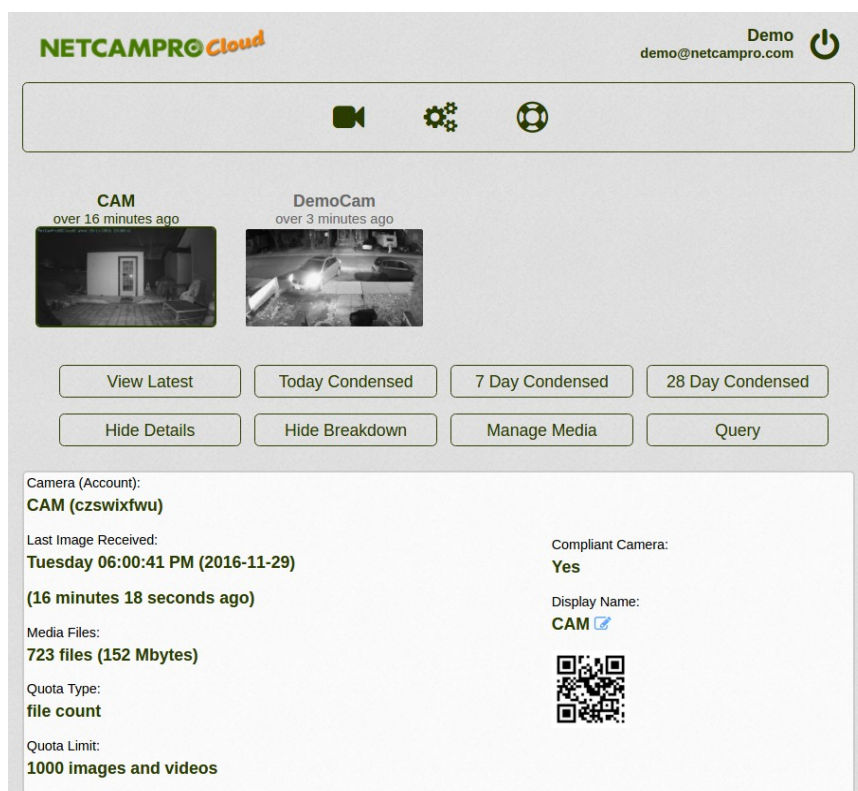 NETCAMPRO Cloud
Demo
demo@netcampro.com
CAM
over 16 minutes ago
DemoCam
over 3 minutes ago
View Latest
Today Condensed
7 Day Condensed
28 Day Condensed
Hide Details
Hide Breakdown
Manage Media
Query
Camera (Account):
CAM (czswixfwu)
Last Image Received:
Tuesday 06:00:41 PM (2016-11-29)
(16 minutes 18 seconds ago)
Media Files:
723 files (152 Mbytes)
Quota Type:
file count
Quota Limit:
1000 images and videos
Compliant Camera:
Yes
Display Name:
CAM